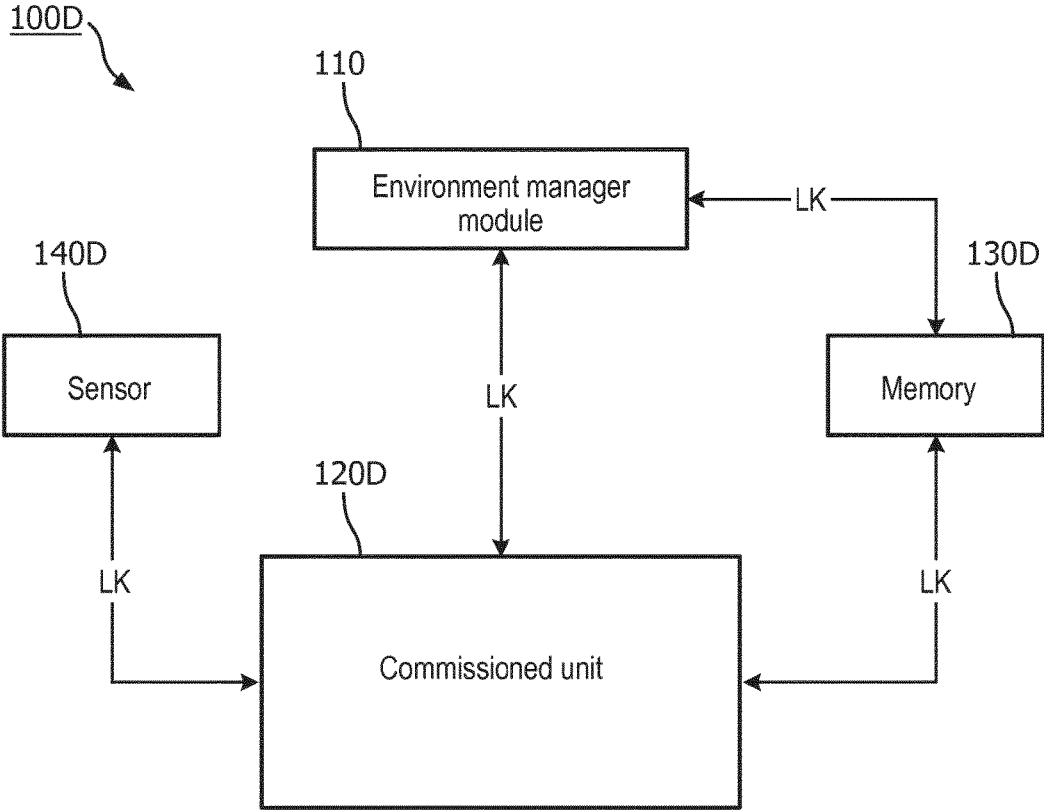 100D
110
Environment manager
module
LK
140D
130D
Sensor
Memory
LK
120D
LK
LK
Commissioned unit